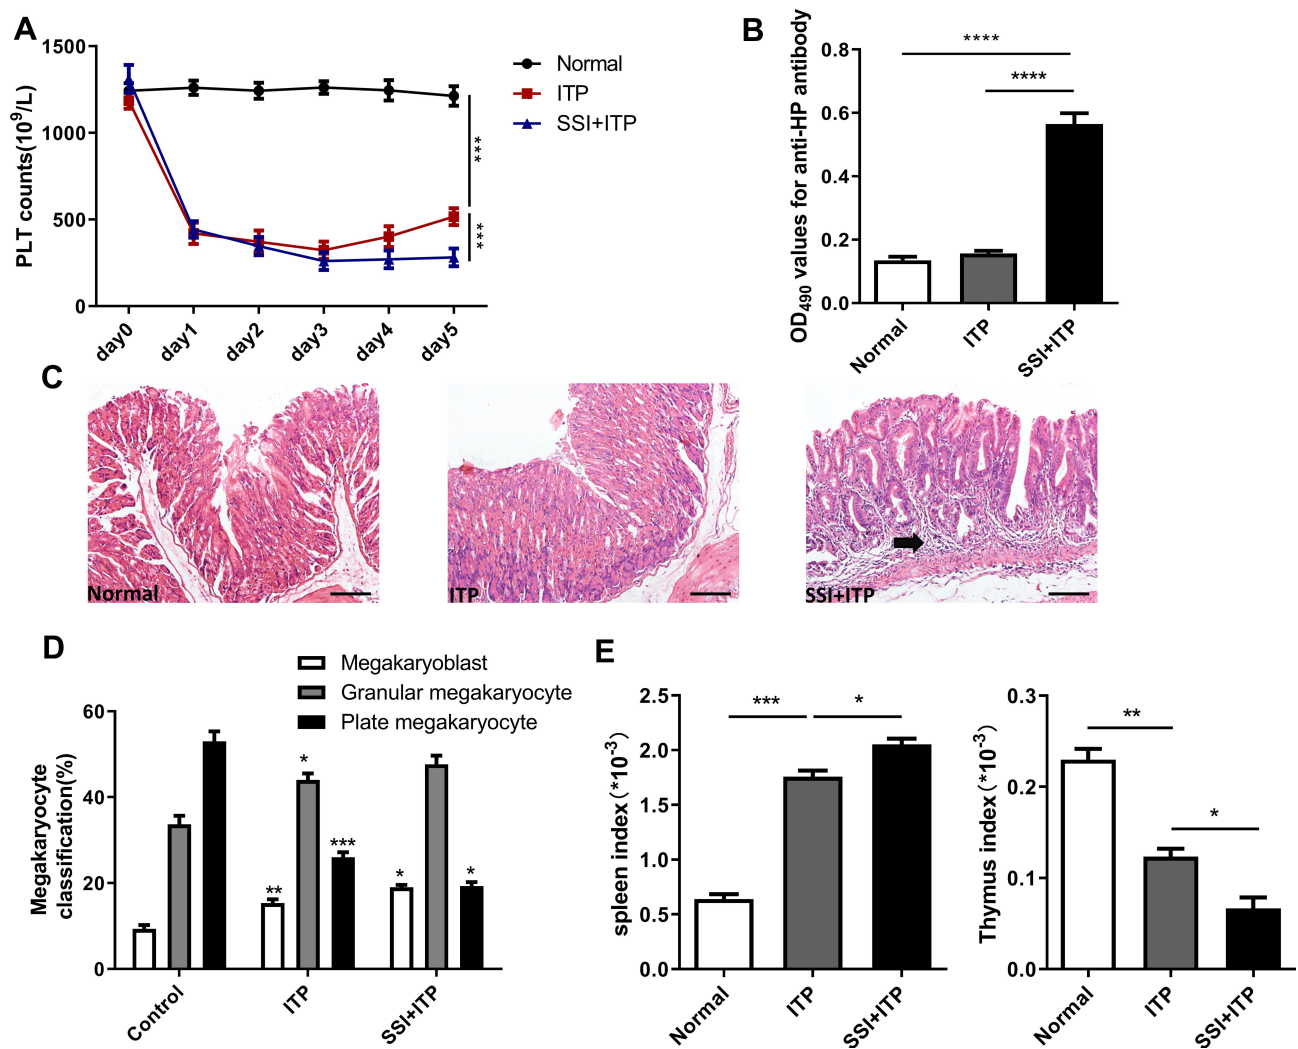 A
1500
1000
500
0
PLT counts(10⁹/L)
day0
day1
day2
day3
day4
day5
Normal
ITP
SSI+ITP
***
***
B
OD₄₉₀ values for anti-HP antibody
0.8
0.6
0.4
0.2
0.0
****
****
Normal
ITP
SSI+ITP
C
Normal
ITP
SSI+ITP
D
Megakaryoblast
Granular megakaryocyte
Plate megakaryocyte
Megakaryocyte
classification(%)
60
40
20
0
**
*
***
*
*
Control
ITP
SSI+ITP
E
spleen index(*10⁻³)
2.5
2.0
1.5
1.0
0.5
0.0
***
*
Normal
ITP
SSI+ITP
Thymus index(*10⁻³)
0.3
0.2
0.1
0.0
**
*
Normal
ITP
SSI+ITP